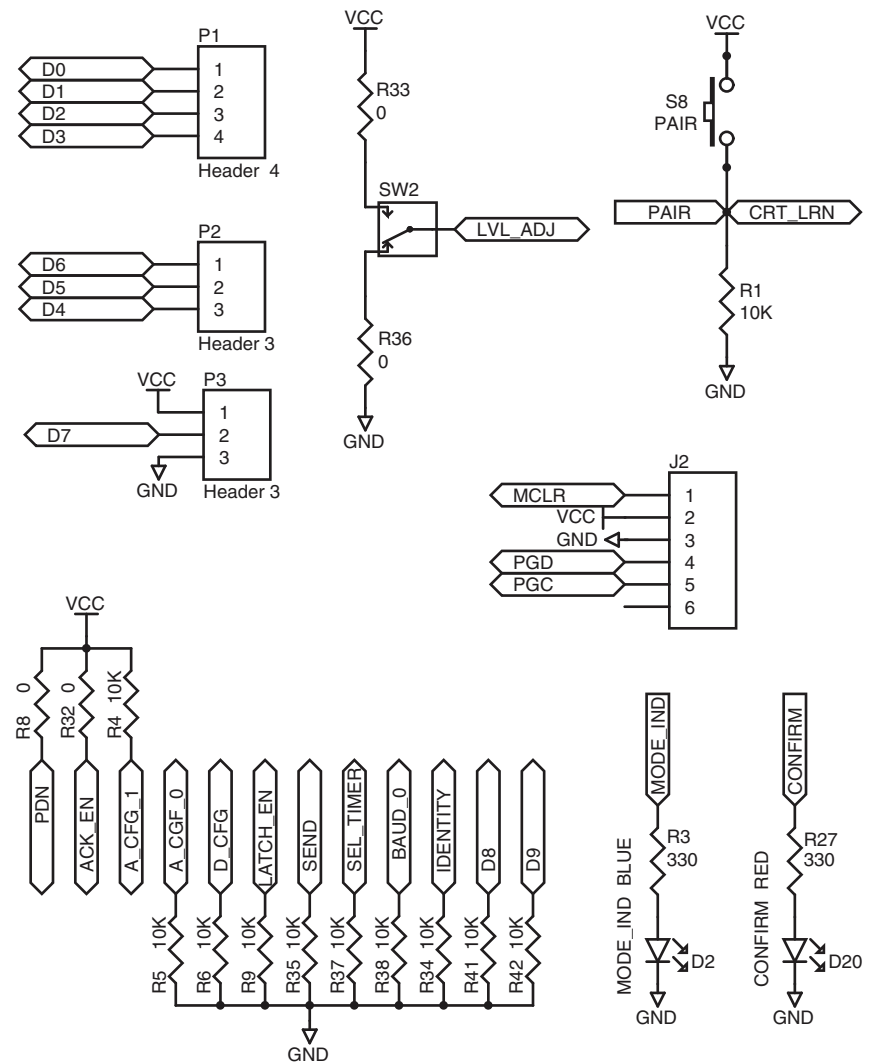 P1
D0
D1
D2
D3
1
2
3
4
Header 4
P2
D6
D5
D4
1
2
3
Header 3
VCC
P3
D7
1
2
3
GND
Header 3
VCC
R33
0
SW2
LVL_ADJ
R36
0
GND
VCC
S8
PAIR
PAIR
CRT_LRN
R1
10K
GND
J2
MCLR
VCC
GND
PGD
PGC
1
2
3
4
5
6
VCC
R8 0
R32 0
R4 10K
PDN
ACK_EN
A_CFG_1
A_CGF_0
D_CFG
LATCH_EN
SEND
SEL_TIMER
BAUD_0
IDENTITY
D8
D9
R5 10K
R6 10K
R9 10K
R35 10K
R37 10K
R38 10K
R34 10K
R41 10K
R42 10K
GND
MODE_IND
R3
330
MODE_IND BLUE
D2
GND
CONFIRM
R27
330
CONFIRM RED
D20
GND